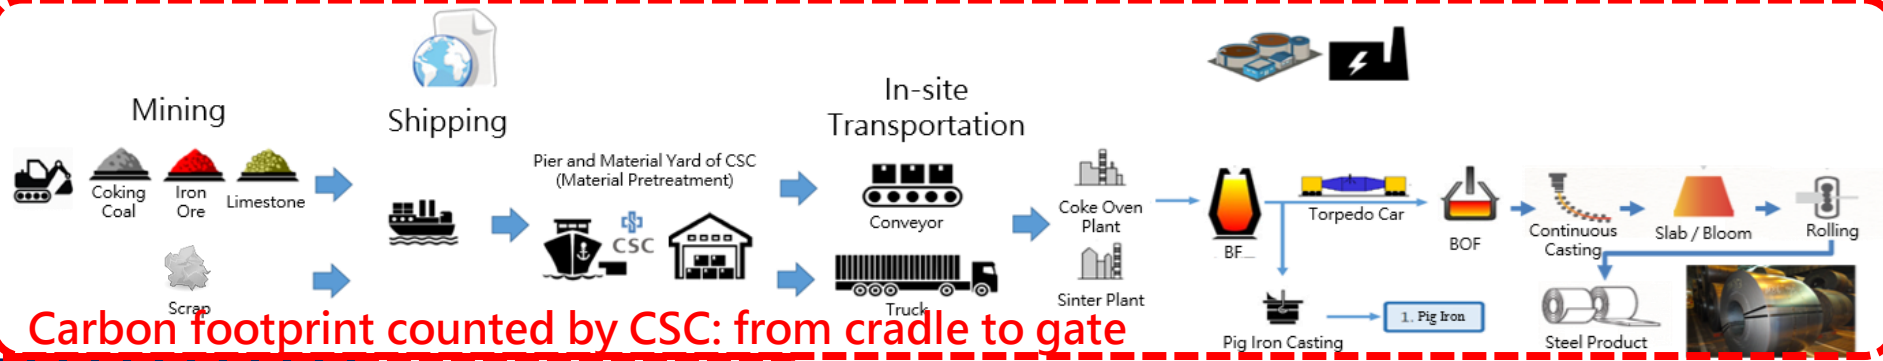 Mining
Coking
Coal
Iron
Ore
Limestone
Scrap
Shipping
Pier and Material Yard of CSC
(Material Pretreatment)
CSC
In-site
Transportation
Conveyor
Truck
Coke Oven
Plant
Sinter Plant
BF
Torpedo Car
BOF
Continuous
Casting
Slab / Bloom
Rolling
Pig Iron Casting
1. Pig Iron
Steel Product
Carbon footprint counted by CSC: from cradle to gate